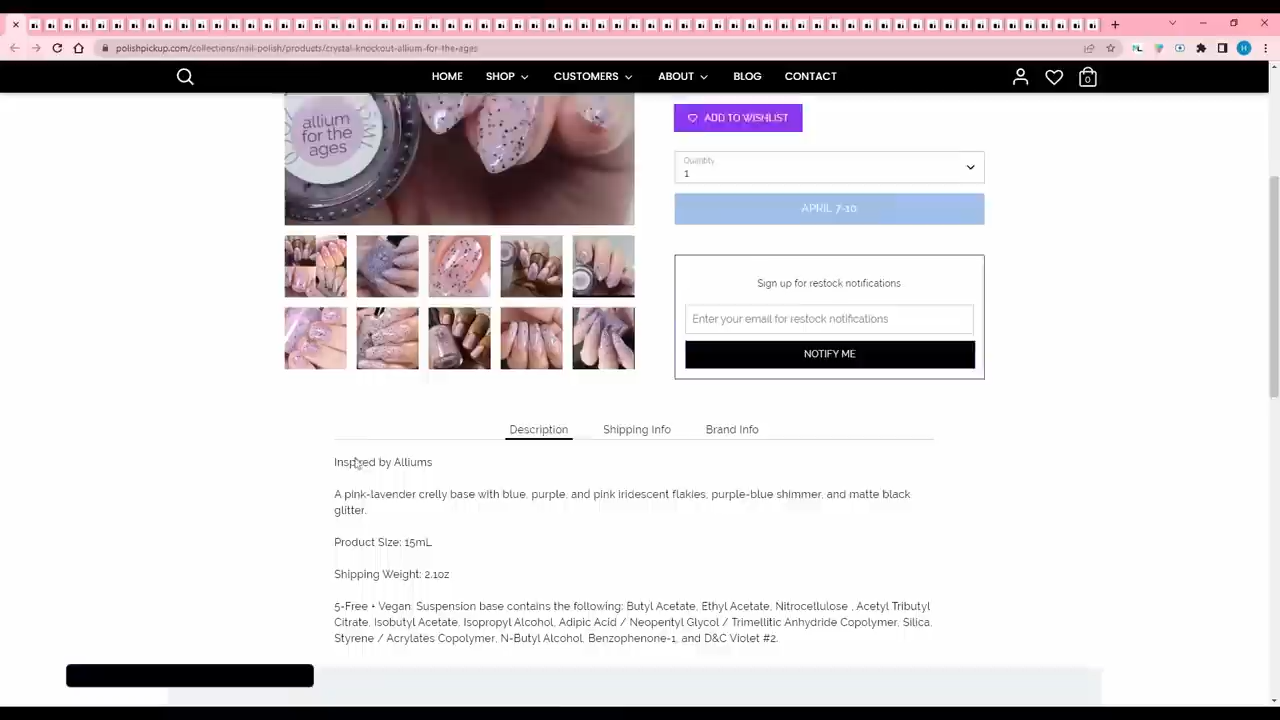 polishpickup.com/collections/nail-polish/products/crystal-knockout-allium-for-the-ages
HOME SHOP CUSTOMERS ABOUT BLOG CONTACT
0
allium
for the
ages
ADD TO WISHLIST
Quantity
1
APRIL 7-10
Sign up for restock notifications
Enter your email for restock notifications
NOTIFY ME
Description Shipping Info Brand Info
Inspired by Alliums
A pink-lavender crelly base with blue, purple, and pink iridescent flakies, purple-blue shimmer, and matte black
glitter.
Product Size: 15mL
Shipping Weight: 2.1oz
5-Free + Vegan. Suspension base contains the following: Butyl Acetate, Ethyl Acetate, Nitrocellulose , Acetyl Tributyl
Citrate, Isobutyl Acetate, Isopropyl Alcohol, Adipic Acid / Neopentyl Glycol / Trimellitic Anhydride Copolymer, Silica,
Styrene / Acrylates Copolymer, N-Butyl Alcohol, Benzophenone-1, and D&C Violet #2.